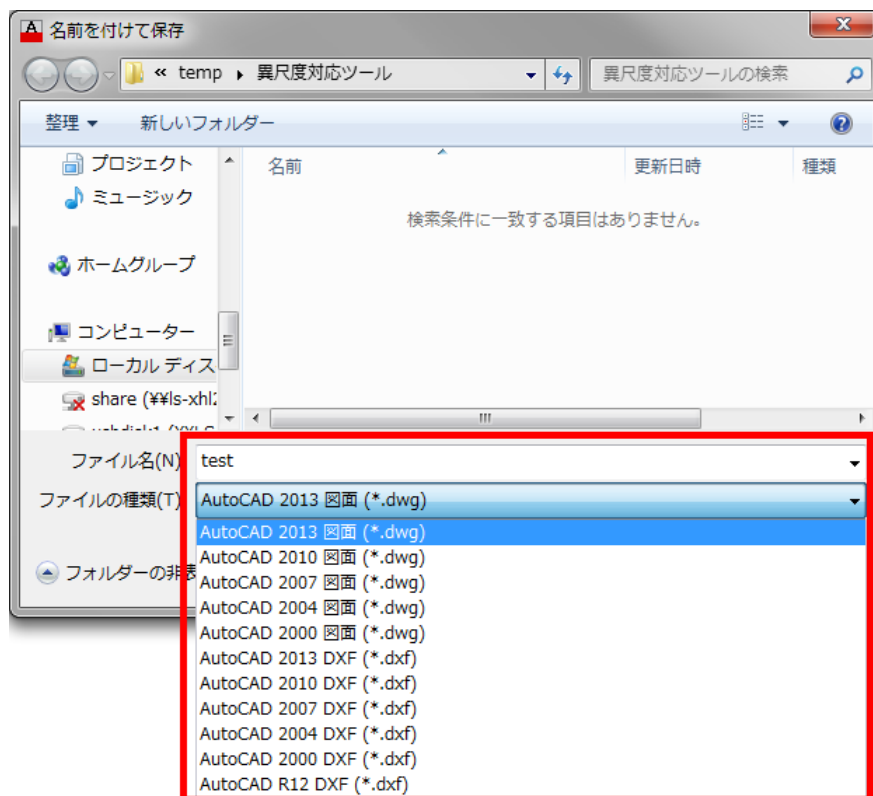 名前を付けて保存
« temp ▸ 異尺度対応ツール
異尺度対応ツールの検索
整理 ▼ 新しいフォルダー
プロジェクト
ミュージック
ホームグループ
コンピューター
ローカル ディス
share (¥¥ls-xhl2
名前 更新日時 種類
検索条件に一致する項目はありません。
ファイル名(N) test
ファイルの種類(T) AutoCAD 2013 図面 (*.dwg)
AutoCAD 2013 図面 (*.dwg)
AutoCAD 2010 図面 (*.dwg)
AutoCAD 2007 図面 (*.dwg)
AutoCAD 2004 図面 (*.dwg)
AutoCAD 2000 図面 (*.dwg)
AutoCAD 2013 DXF (*.dxf)
AutoCAD 2010 DXF (*.dxf)
AutoCAD 2007 DXF (*.dxf)
AutoCAD 2004 DXF (*.dxf)
AutoCAD 2000 DXF (*.dxf)
AutoCAD R12 DXF (*.dxf)
フォルダーの非表